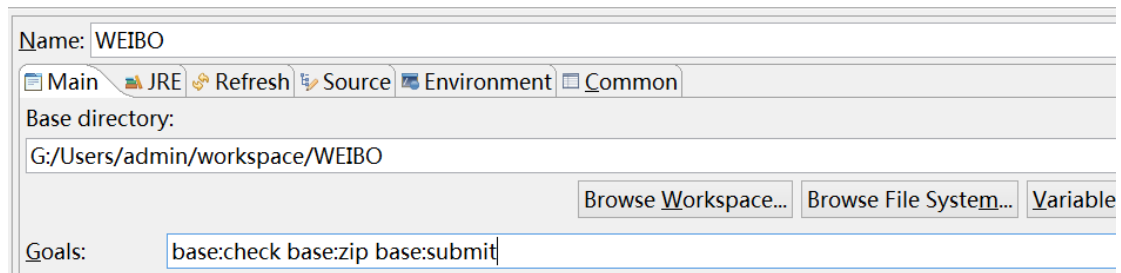 Name: WEIBO
Main JRE Refresh Source Environment Common
Base directory:
G:/Users/admin/workspace/WEIBO
Browse Workspace... Browse File System... Variable
Goals: base:check base:zip base:submit